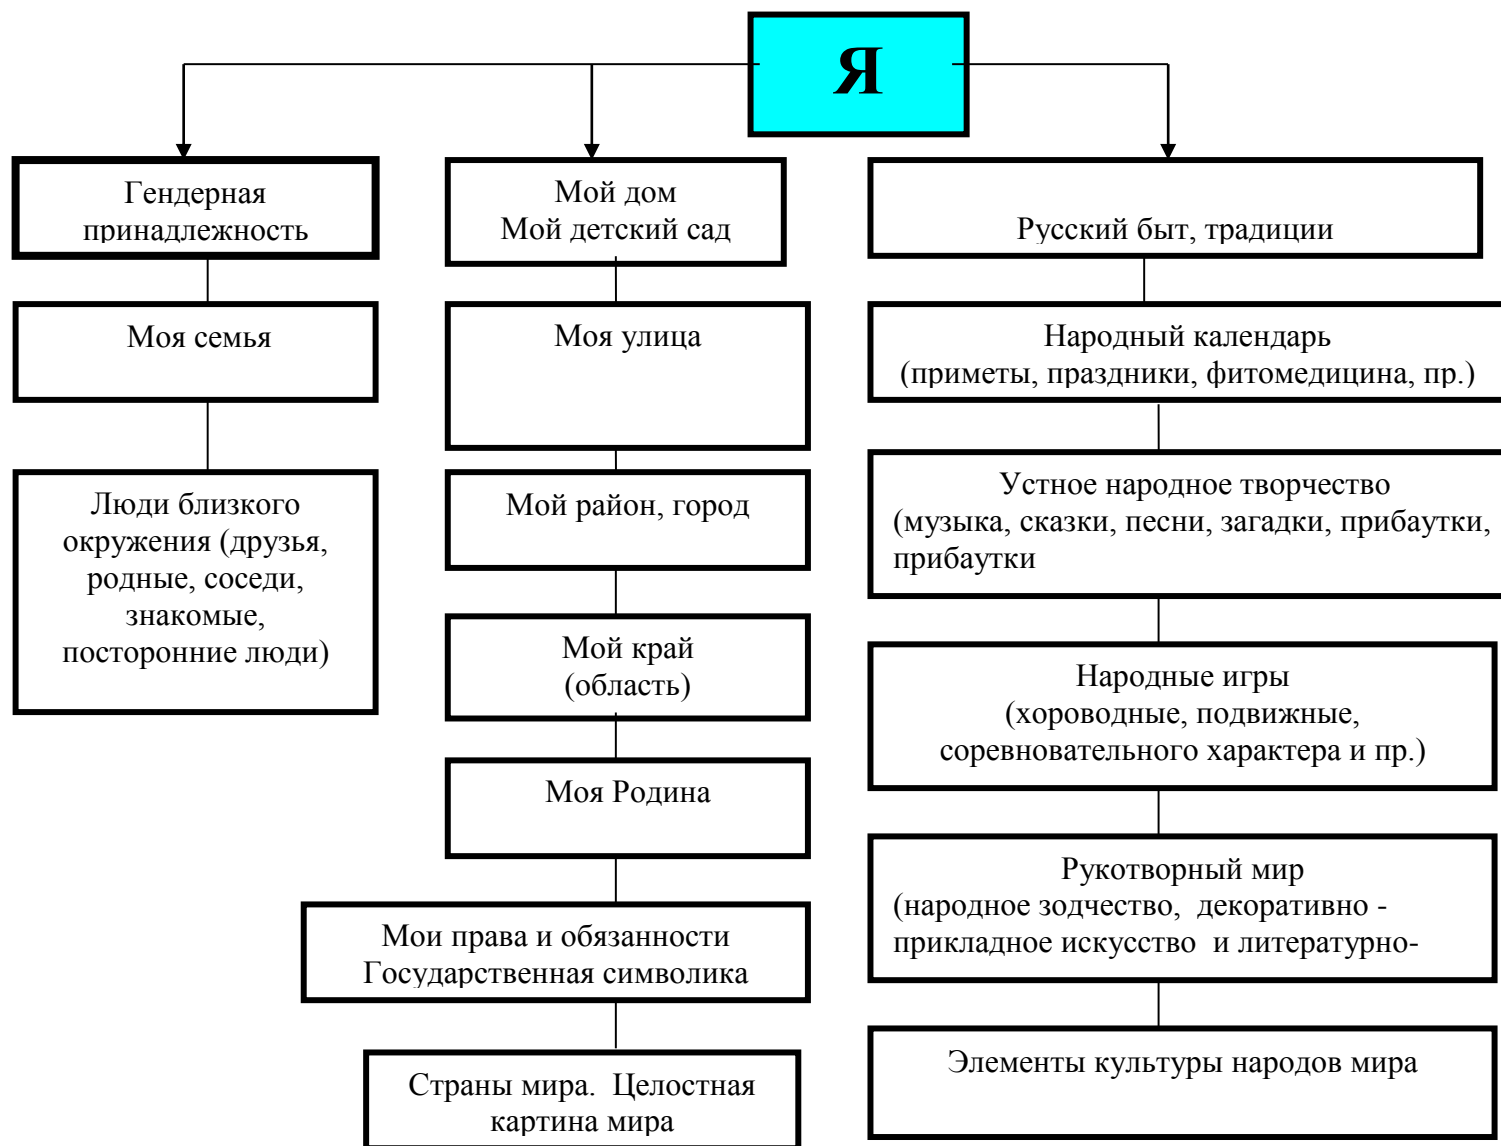 Я
Гендерная
принадлежность
Моя семья
Люди близкого
окружения (друзья,
родные, соседи,
знакомые,
посторонние люди)
Мой дом
Мой детский сад
Моя улица
Мой район, город
Мой край
(область)
Моя Родина
Мои права и обязанности
Государственная символика
Страны мира. Целостная
картина мира
Русский быт, традиции
Народный календарь
(приметы, праздники, фитомедицина, пр.)
Устное народное творчество
(музыка, сказки, песни, загадки, прибаутки,
прибаутки
Народные игры
(хороводные, подвижные,
соревновательного характера и пр.)
Рукотворный мир
(народное зодчество, декоративно -
прикладное искусство и литературно-
Элементы культуры народов мира